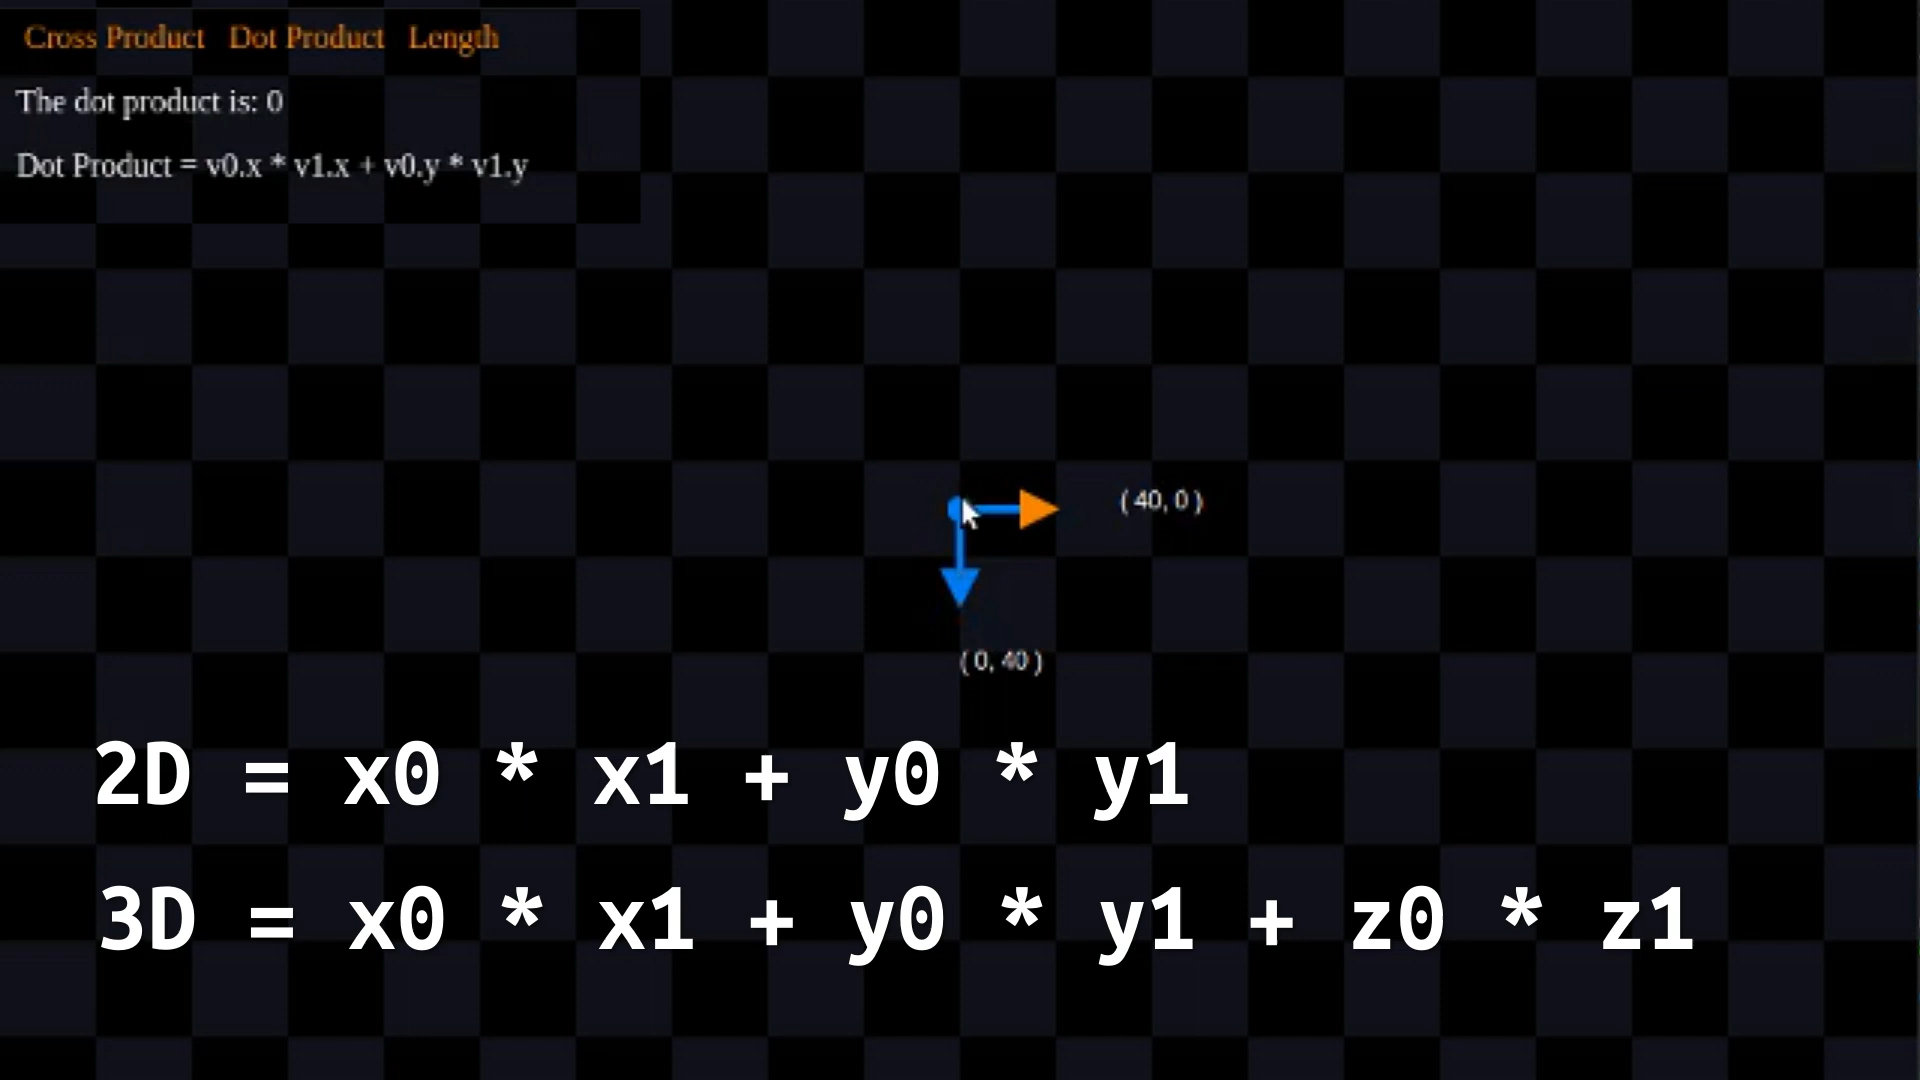 Cross Product Dot Product Length
The dot product is: 0
Dot Product = v0.x * v1.x + v0.y * v1.y
( 40, 0 )
( 0, 40 )
2D = x0 * x1 + y0 * y1
3D = x0 * x1 + y0 * y1 + z0 * z1